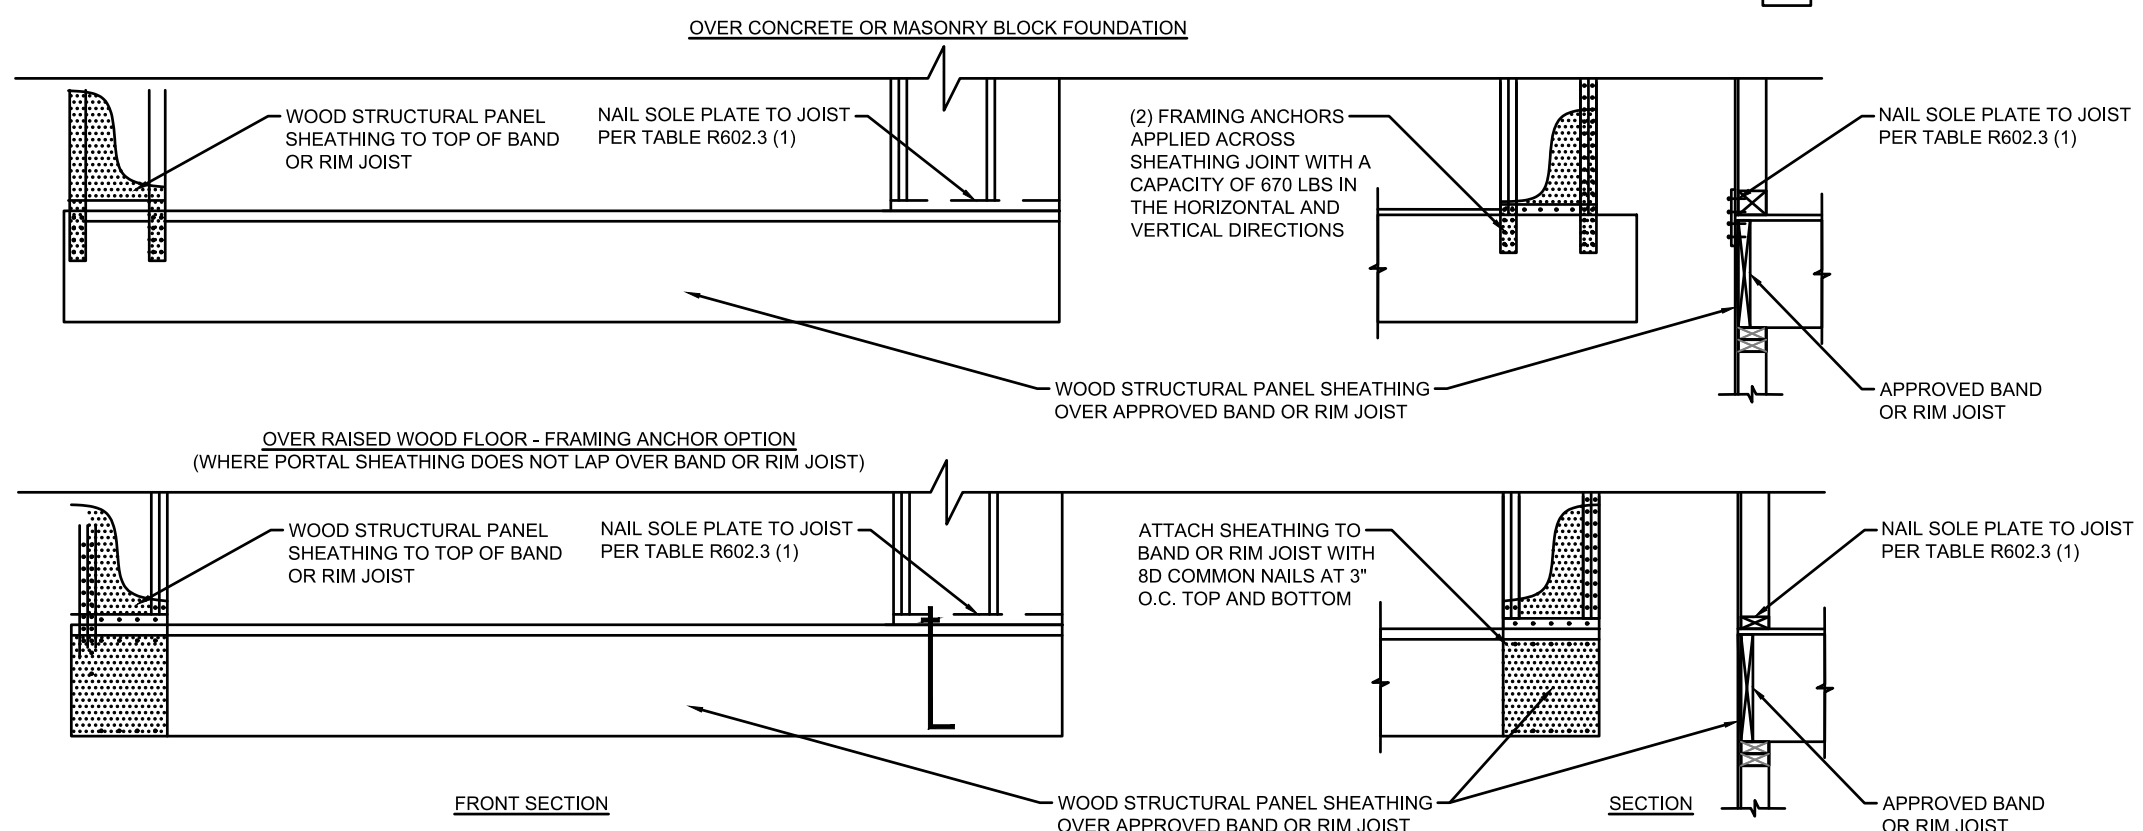 OVER CONCRETE OR MASONRY BLOCK FOUNDATION
WOOD STRUCTURAL PANEL
SHEATHING TO TOP OF BAND
OR RIM JOIST
NAIL SOLE PLATE TO JOIST
PER TABLE R602.3 (1)
(2) FRAMING ANCHORS
APPLIED ACROSS
SHEATHING JOINT WITH A
CAPACITY OF 670 LBS IN
THE HORIZONTAL AND
VERTICAL DIRECTIONS
NAIL SOLE PLATE TO JOIST
PER TABLE R602.3 (1)
WOOD STRUCTURAL PANEL SHEATHING
OVER APPROVED BAND OR RIM JOIST
APPROVED BAND
OR RIM JOIST
OVER RAISED WOOD FLOOR - FRAMING ANCHOR OPTION
(WHERE PORTAL SHEATHING DOES NOT LAP OVER BAND OR RIM JOIST)
WOOD STRUCTURAL PANEL
SHEATHING TO TOP OF BAND
OR RIM JOIST
NAIL SOLE PLATE TO JOIST
PER TABLE R602.3 (1)
ATTACH SHEATHING TO
BAND OR RIM JOIST WITH
8D COMMON NAILS AT 3"
O.C. TOP AND BOTTOM
NAIL SOLE PLATE TO JOIST
PER TABLE R602.3 (1)
FRONT SECTION
WOOD STRUCTURAL PANEL SHEATHING
OVER APPROVED BAND OR RIM JOIST
SECTION
APPROVED BAND
OR RIM JOIST